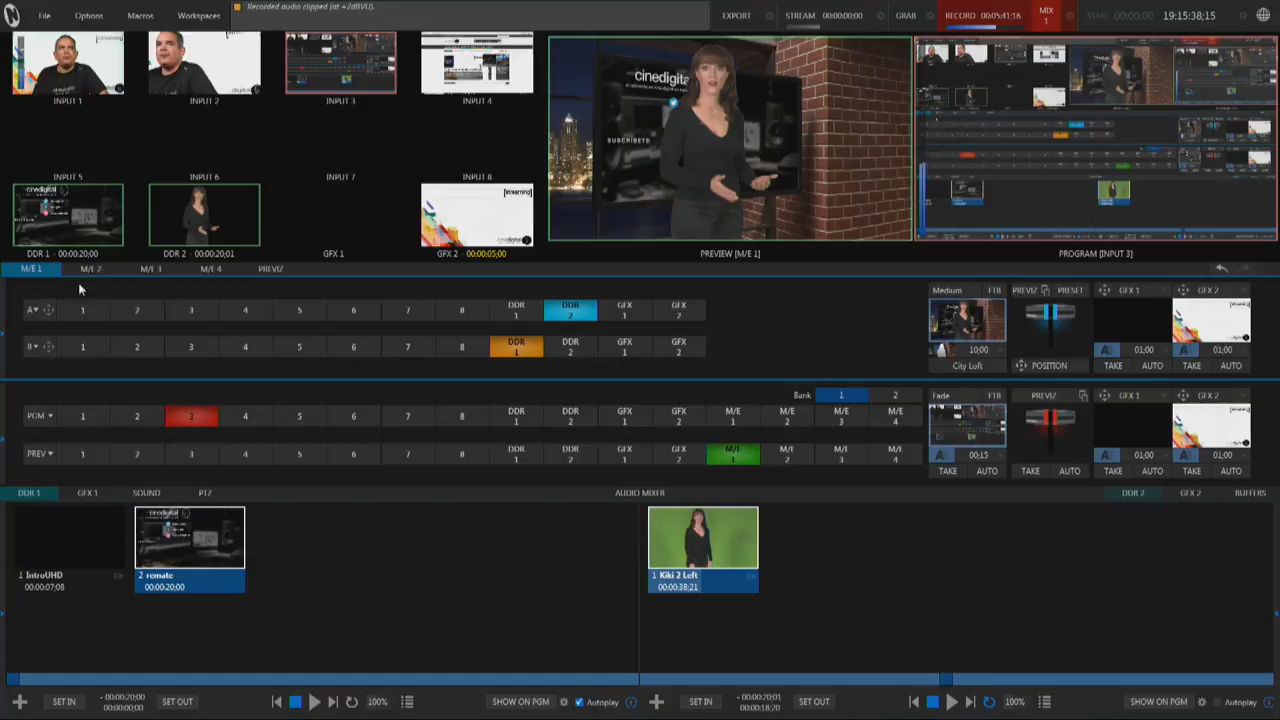 Recorded audio clipped (at +2dBVU).
File Options Macros Workspaces EXPORT STREAM 00:00:00;00 GRAB RECORD 00:05:41;16 MIX 1 START 00:00:00 19:15:38;15
INPUT 1 INPUT 2 INPUT 3 INPUT 4
INPUT 5 INPUT 6 INPUT 7 INPUT 8
cinedigital
SUSCRIBETE
[streaming]
DDR 1 - 00:00:20;00 DDR 2 - 00:00:20;01 GFX 1 GFX 2 - 00:00:05;00 PREVIEW [M/E 1] PROGRAM [INPUT 3]
M/E 1 M/E 2 M/E 3 M/E 4 PREVIZ
Medium FTB PREVIZ PRESET GFX 1 GFX 2
A 1 2 3 4 5 6 7 8 DDR 1 DDR 2 GFX 1 GFX 2
B 1 2 3 4 5 6 7 8 DDR 1 DDR 2 GFX 1 GFX 2
10;00 01;00 01;00
City Loft POSITION TAKE AUTO TAKE AUTO
Bank 1 2 Fade FTB PREVIZ GFX 1 GFX 2
PGM 1 2 3 4 5 6 7 8 DDR 1 DDR 2 GFX 1 GFX 2 M/E 1 M/E 2 M/E 3 M/E 4
PREV 1 2 3 4 5 6 7 8 DDR 1 DDR 2 GFX 1 GFX 2 M/E 1 M/E 2 M/E 3 M/E 4
00;15 01;00 01;00
TAKE AUTO TAKE AUTO TAKE AUTO TAKE AUTO
DDR 1 GFX 1 SOUND PTZ AUDIO MIXER DDR 2 GFX 2 BUFFERS
1 IntroUHD 2 remate 1 Kiki 2 Left
00:00:07;08 00:00:20;00 00:00:38;21
SET IN - 00:00:20;00 00:00:00;00 SET OUT 100% SHOW ON PGM Autoplay
SET IN - 00:00:20;01 00:00:18;20 SET OUT 100% SHOW ON PGM Autoplay